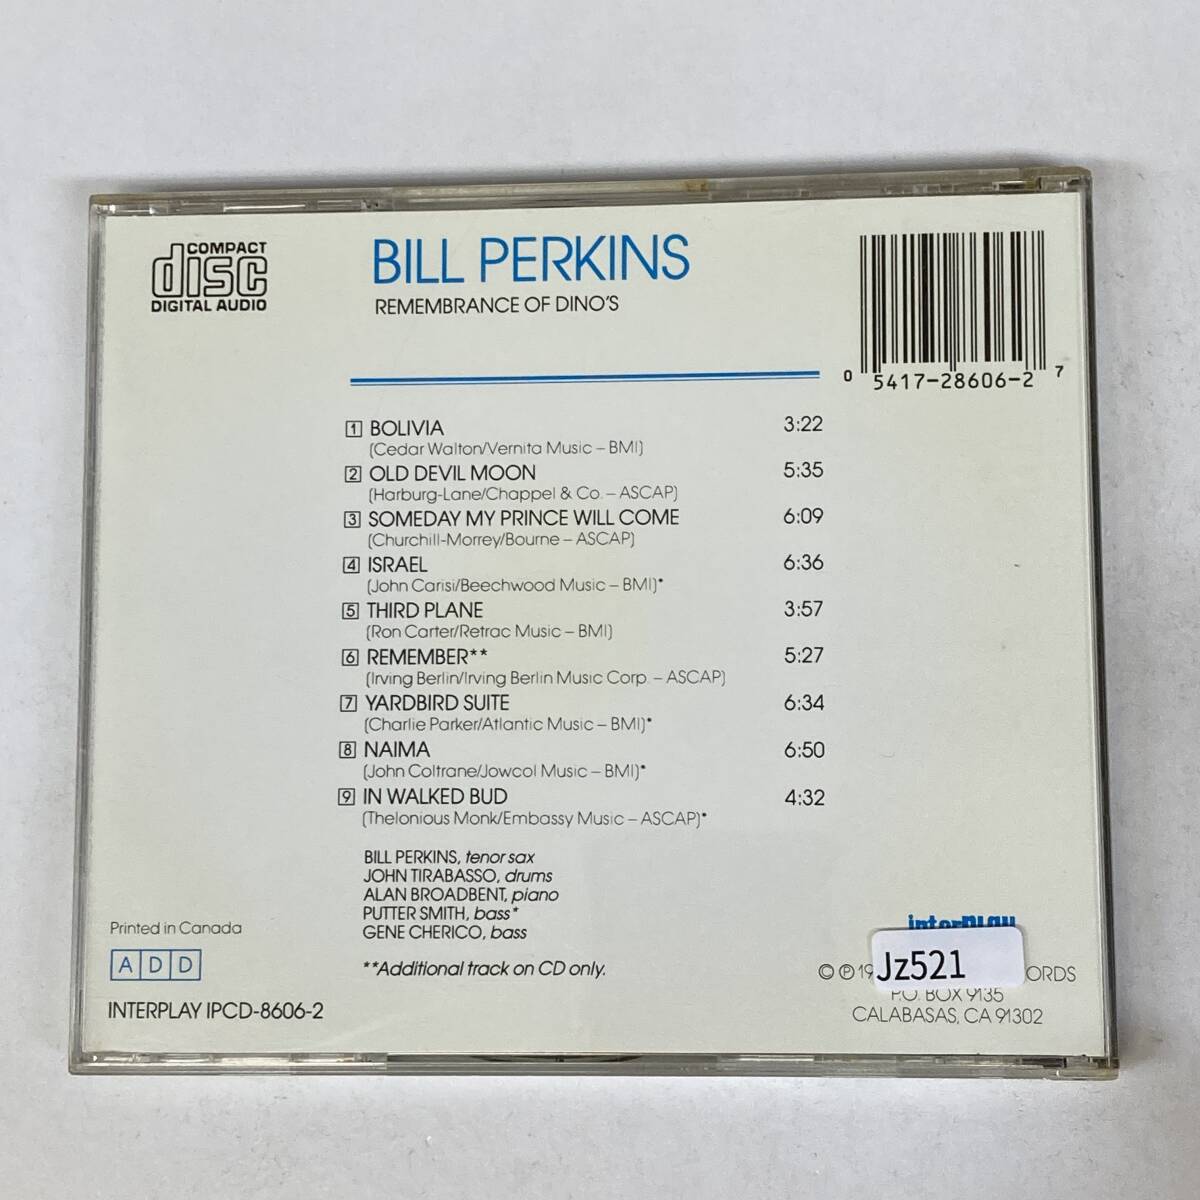 COMPACT
disc
DIGITAL AUDIO
BILL PERKINS
REMEMBRANCE OF DINO'S
0 5417-28606-2 7
1 BOLIVIA 3:22
(Cedar Walton/Vernita Music – BMI)
2 OLD DEVIL MOON 5:35
(Harburg-Lane/Chappel & Co. – ASCAP)
3 SOMEDAY MY PRINCE WILL COME 6:09
(Churchill-Morrey/Bourne – ASCAP)
4 ISRAEL 6:36
(John Carisi/Beechwood Music – BMI)*
5 THIRD PLANE 3:57
(Ron Carter/Retrac Music – BMI)
6 REMEMBER** 5:27
(Irving Berlin/Irving Berlin Music Corp. – ASCAP)
7 YARDBIRD SUITE 6:34
(Charlie Parker/Atlantic Music – BMI)*
8 NAIMA 6:50
(John Coltrane/Jowcol Music – BMI)*
9 IN WALKED BUD 4:32
(Thelonious Monk/Embassy Music – ASCAP)*
BILL PERKINS, tenor sax
JOHN TIRABASSO, drums
ALAN BROADBENT, piano
PUTTER SMITH, bass*
GENE CHERICO, bass
**Additional track on CD only.
Printed in Canada
A D D
INTERPLAY IPCD-8606-2
interplay
Jz521
© ℗ 19 ORDS
P.O. BOX 9135
CALABASAS, CA 91302